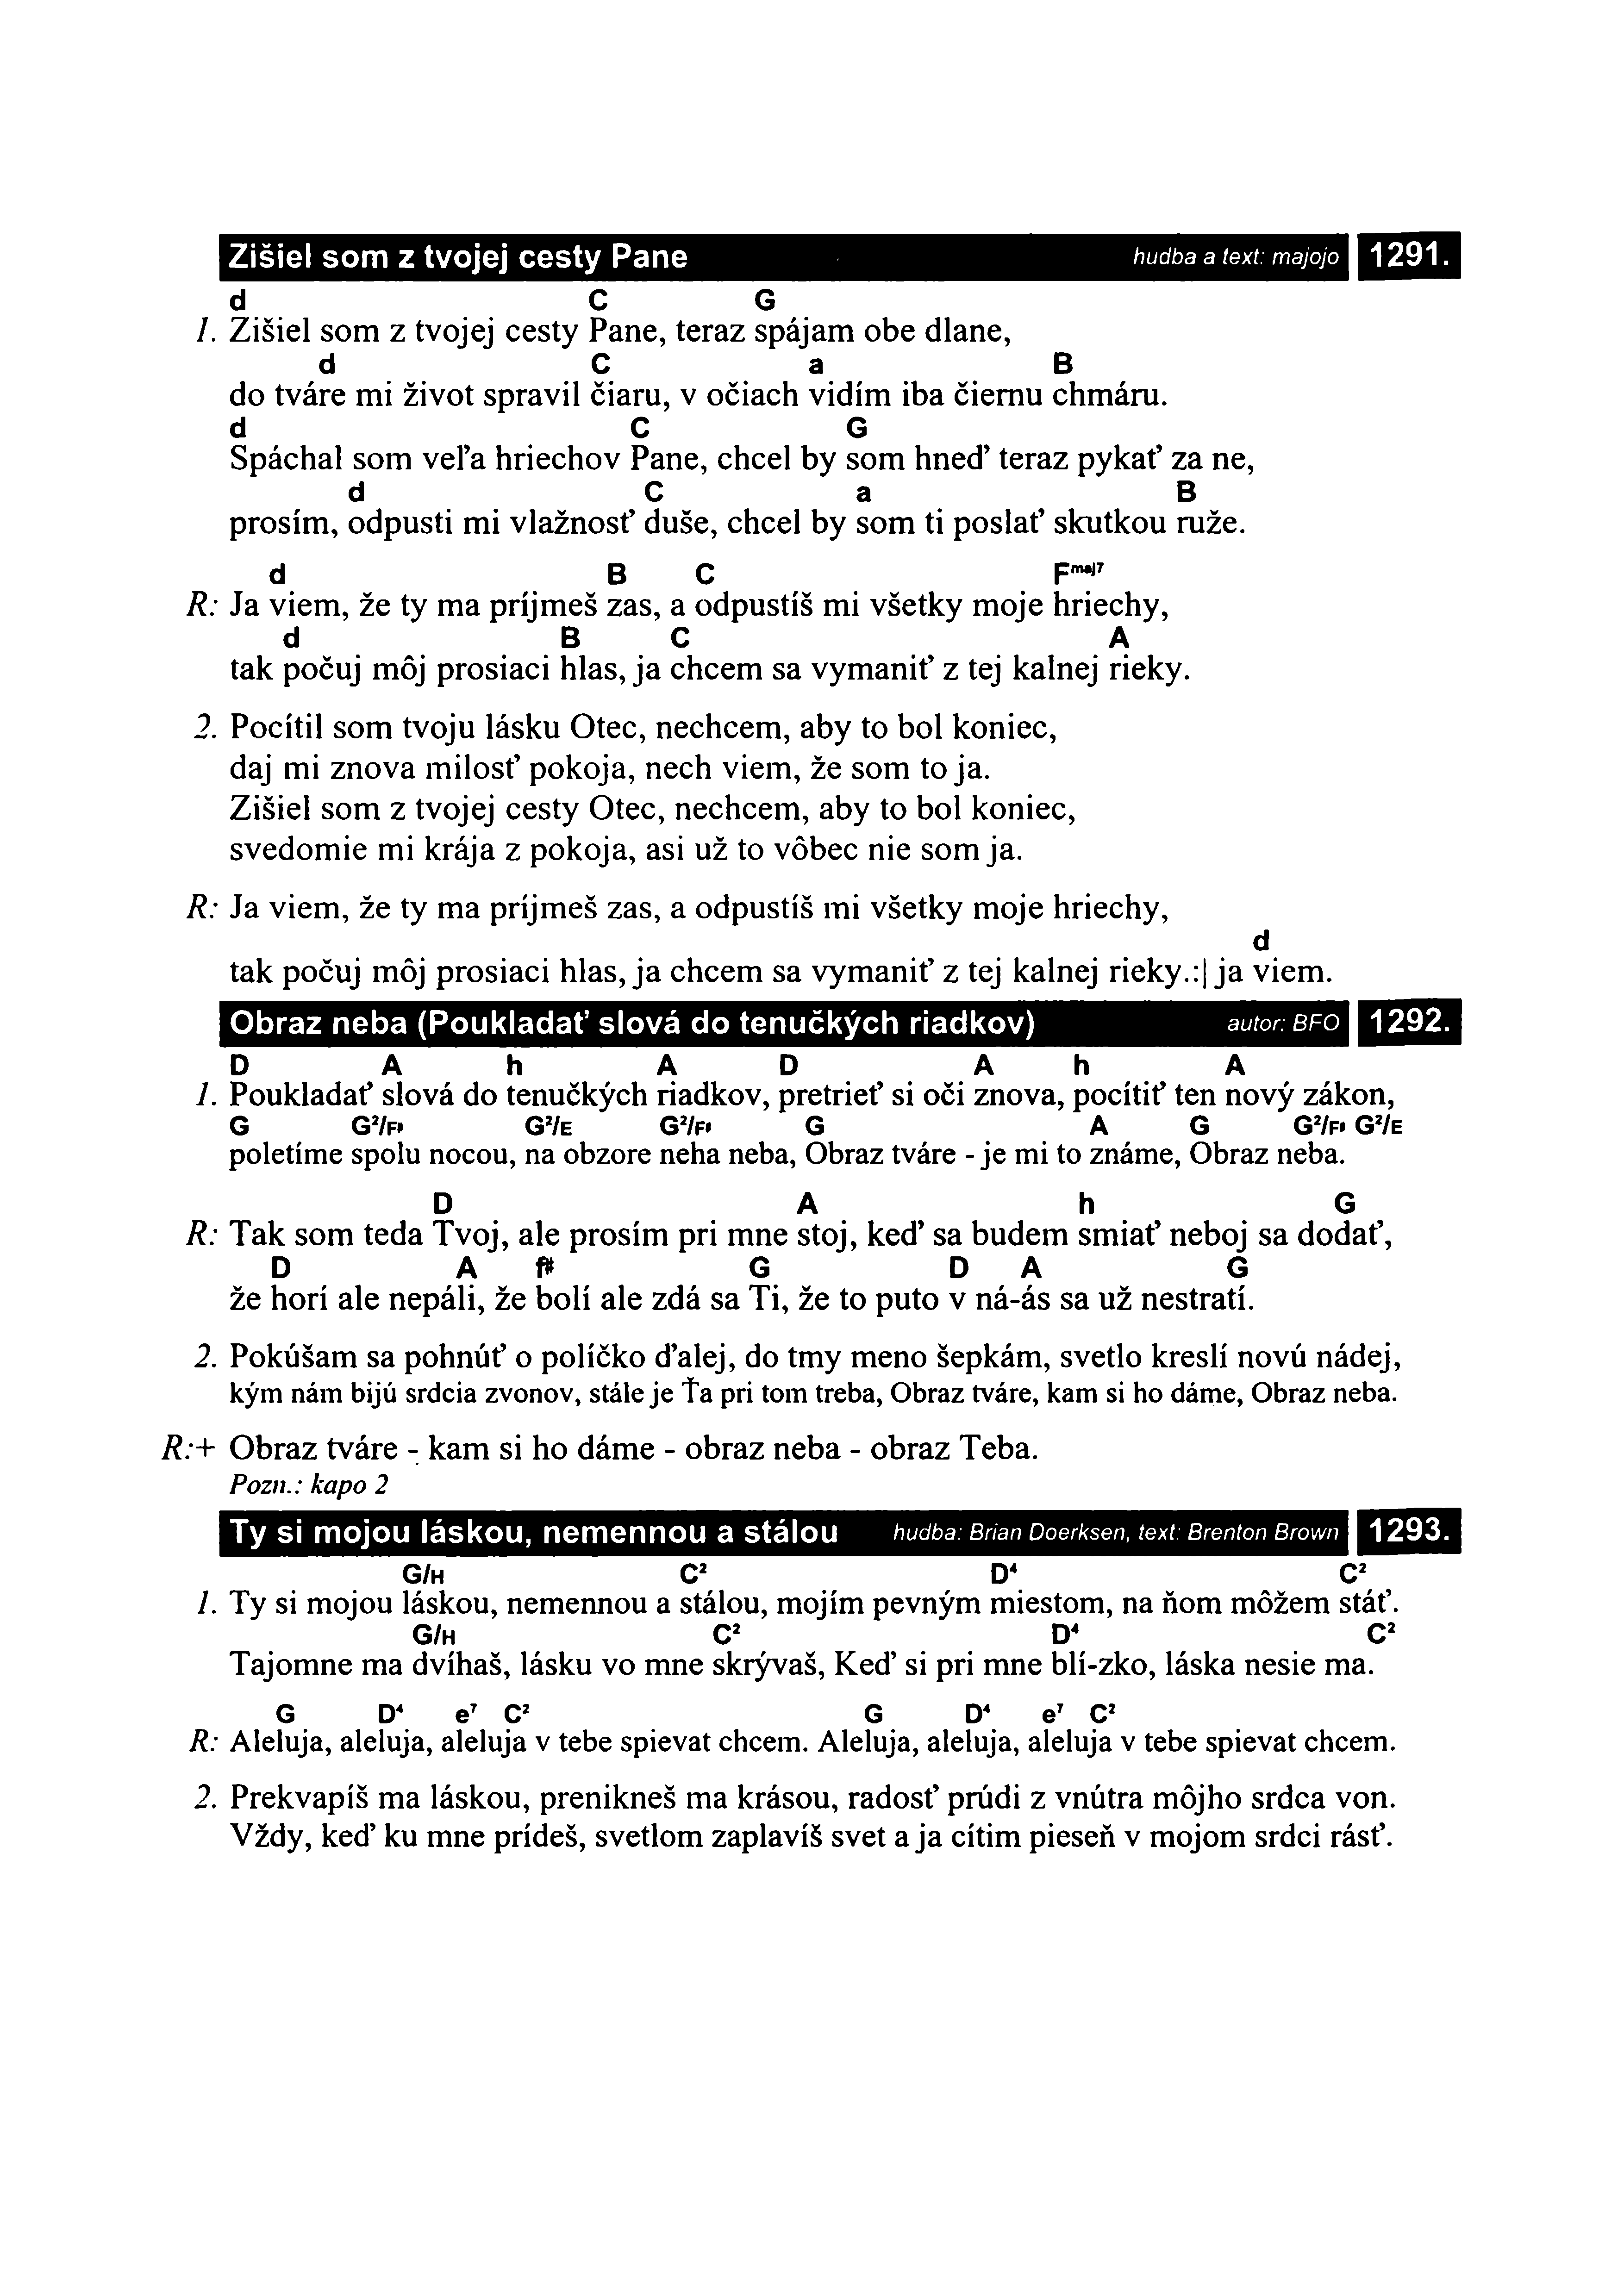 Zišiel som z tvojej cesty Pane hudba a text: majojo 1291.
d C G
1. Zišiel som z tvojej cesty Pane, teraz spájam obe dlane,
d C a B
do tváre mi život spravil čiaru, v očiach vidím iba čiernu chmáru.
d C G
Spáchal som veľa hriechov Pane, chcel by som hneď teraz pykať za ne,
d C a B
prosím, odpusti mi vlažnosť duše, chcel by som ti poslať skutkou ruže.
d B C Fmaj7
R: Ja viem, že ty ma príjmeš zas, a odpustíš mi všetky moje hriechy,
d B C A
tak počuj môj prosiaci hlas, ja chcem sa vymaniť z tej kalnej rieky.
2. Pocítil som tvoju lásku Otec, nechcem, aby to bol koniec,
daj mi znova milosť pokoja, nech viem, že som to ja.
Zišiel som z tvojej cesty Otec, nechcem, aby to bol koniec,
svedomie mi krája z pokoja, asi už to vôbec nie som ja.
R: Ja viem, že ty ma príjmeš zas, a odpustíš mi všetky moje hriechy,
d
tak počuj môj prosiaci hlas, ja chcem sa vymaniť z tej kalnej rieky.:| ja viem.
Obraz neba (Poukladať slová do tenučkých riadkov) autor: BFO 1292.
D A h A D A h A
1. Poukladať slová do tenučkých riadkov, pretrieť si oči znova, pocítiť ten nový zákon,
G G²/F# G²/E G²/F# G A G G²/F# G²/E
poletíme spolu nocou, na obzore neha neba, Obraz tváre - je mi to známe, Obraz neba.
D A h G
R: Tak som teda Tvoj, ale prosím pri mne stoj, keď sa budem smiať neboj sa dodať,
D A f# G D A G
že horí ale nepáli, že bolí ale zdá sa Ti, že to puto v ná-ás sa už nestratí.
2. Pokúšam sa pohnúť o políčko ďalej, do tmy meno šepkám, svetlo kreslí novú nádej,
kým nám bijú srdcia zvonov, stále je Ťa pri tom treba, Obraz tváre, kam si ho dáme, Obraz neba.
R:+ Obraz tváre - kam si ho dáme - obraz neba - obraz Teba.
Pozn.: kapo 2
Ty si mojou láskou, nemennou a stálou hudba: Brian Doerksen, text: Brenton Brown 1293.
G/H C² D⁴ C²
1. Ty si mojou láskou, nemennou a stálou, mojím pevným miestom, na ňom môžem stáť.
G/H C² D⁴ C²
Tajomne ma dvíhaš, lásku vo mne skrývaš, Keď si pri mne blí-zko, láska nesie ma.
G D⁴ e⁷ C² G D⁴ e⁷ C²
R: Aleluja, aleluja, aleluja v tebe spievat chcem. Aleluja, aleluja, aleluja v tebe spievat chcem.
2. Prekvapíš ma láskou, prenikneš ma krásou, radosť prúdi z vnútra môjho srdca von.
Vždy, keď ku mne prídeš, svetlom zaplavíš svet a ja cítim pieseň v mojom srdci rásť.